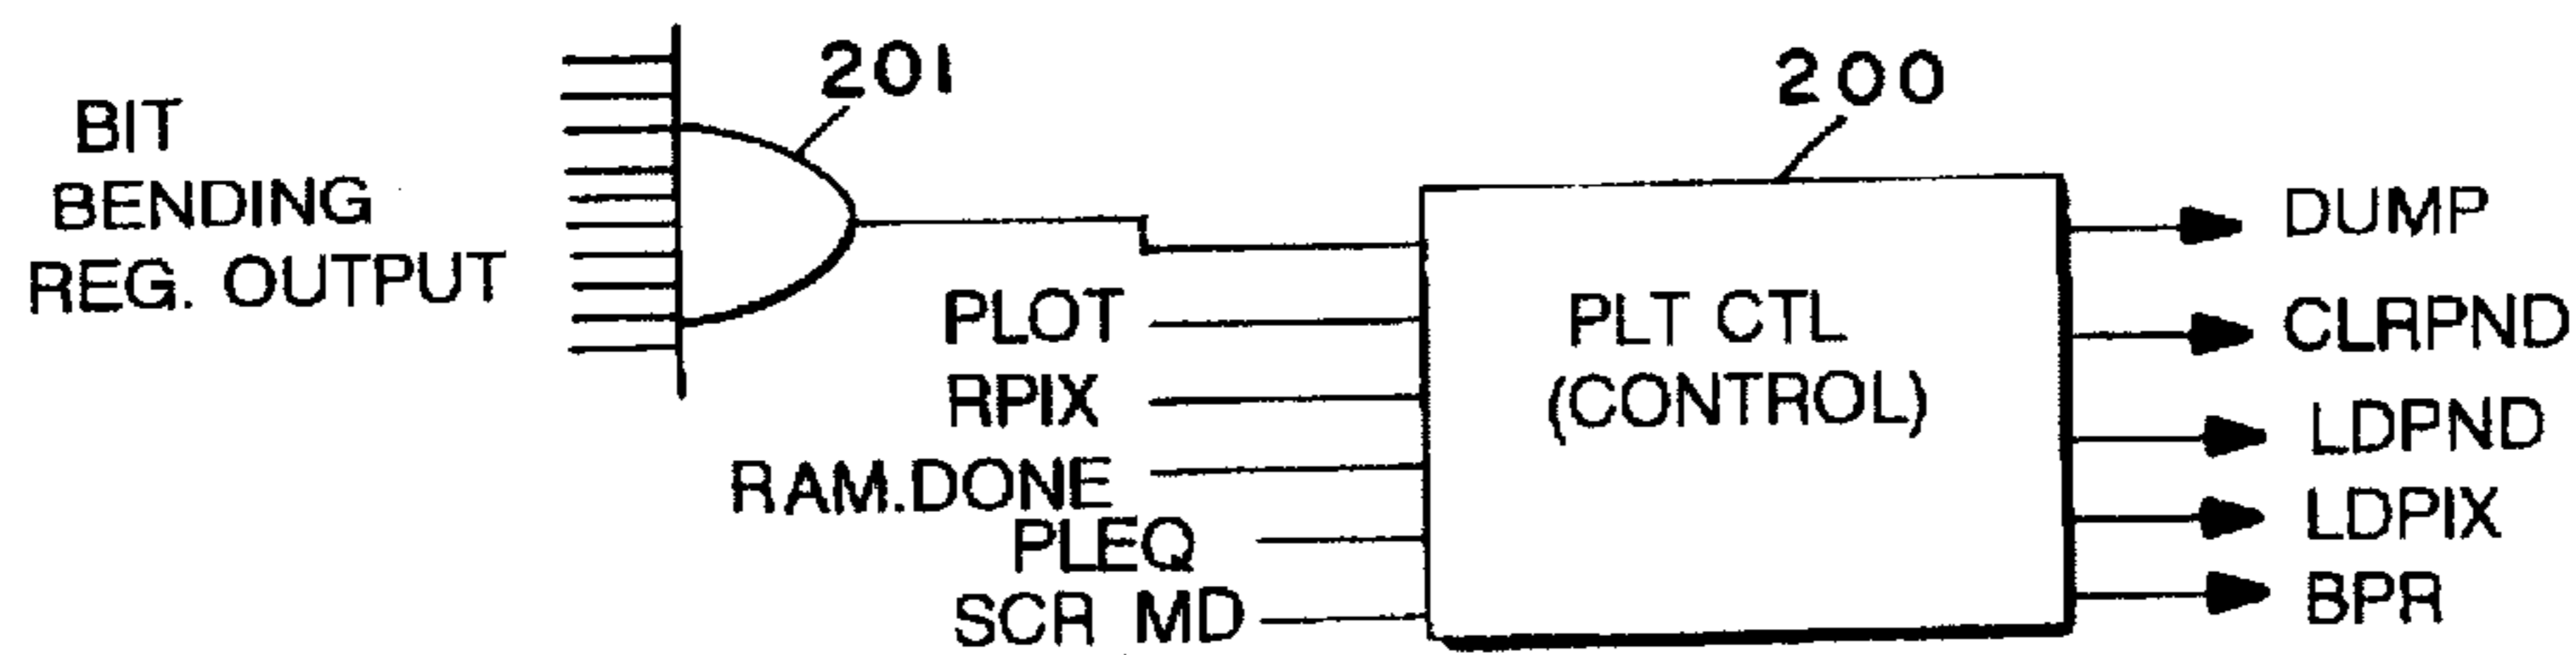 201
200
BIT
BENDING
REG. OUTPUT
PLOT
RPIX
RAM.DONE
PLEQ
SCR MD
PLT CTL
(CONTROL)
DUMP
CLRPND
LDPND
LDPIX
BPR